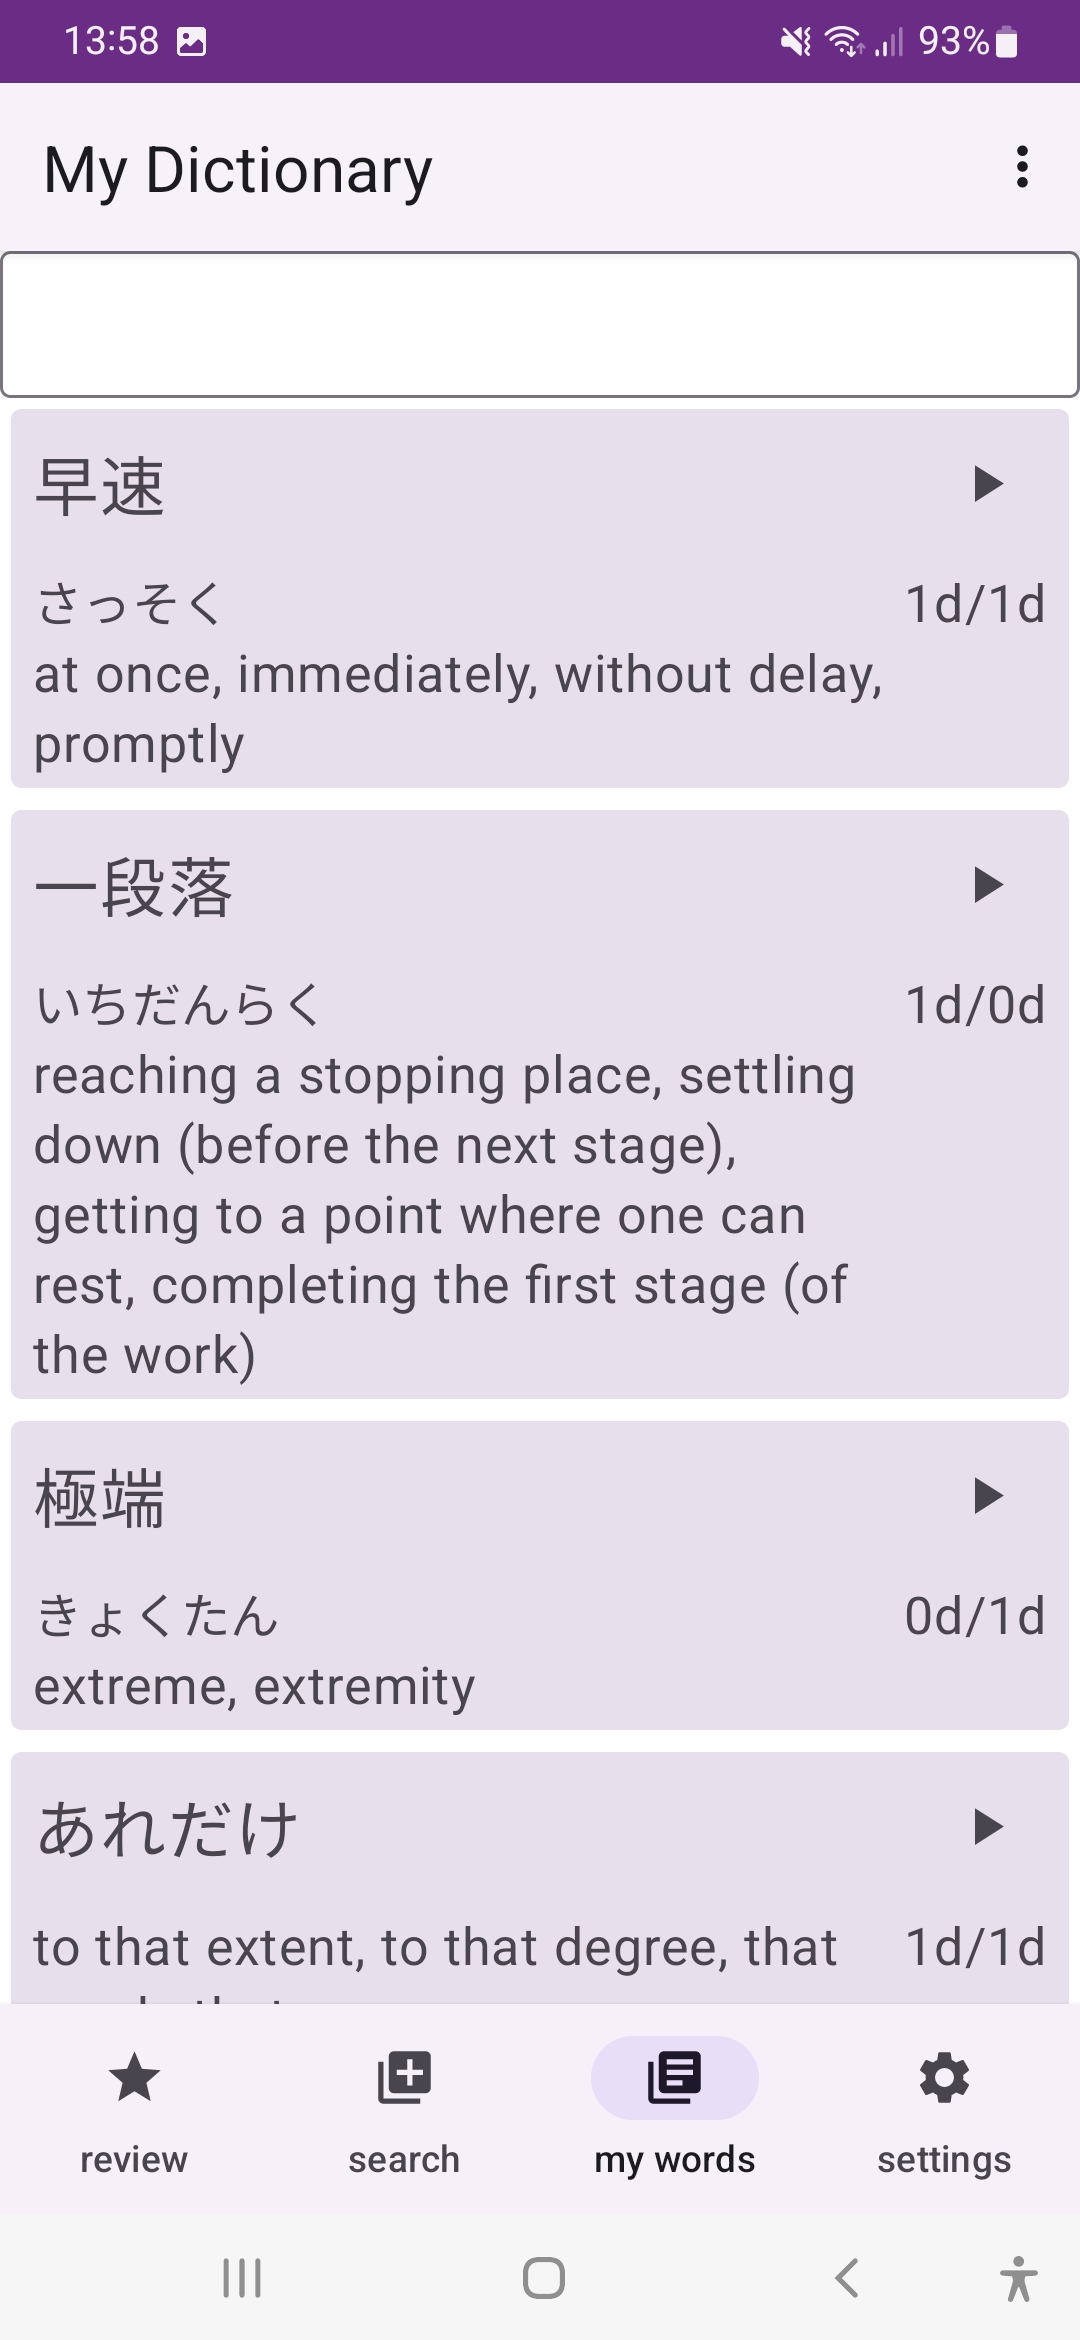 13:58
93%
My Dictionary
早速
さっそく
1d/1d
at once, immediately, without delay,
promptly
一段落
いちだんらく
1d/0d
reaching a stopping place, settling
down (before the next stage),
getting to a point where one can
rest, completing the first stage (of
the work)
極端
きょくたん
0d/1d
extreme, extremity
あれだけ
to that extent, to that degree, that
1d/1d
review
search
my words
settings